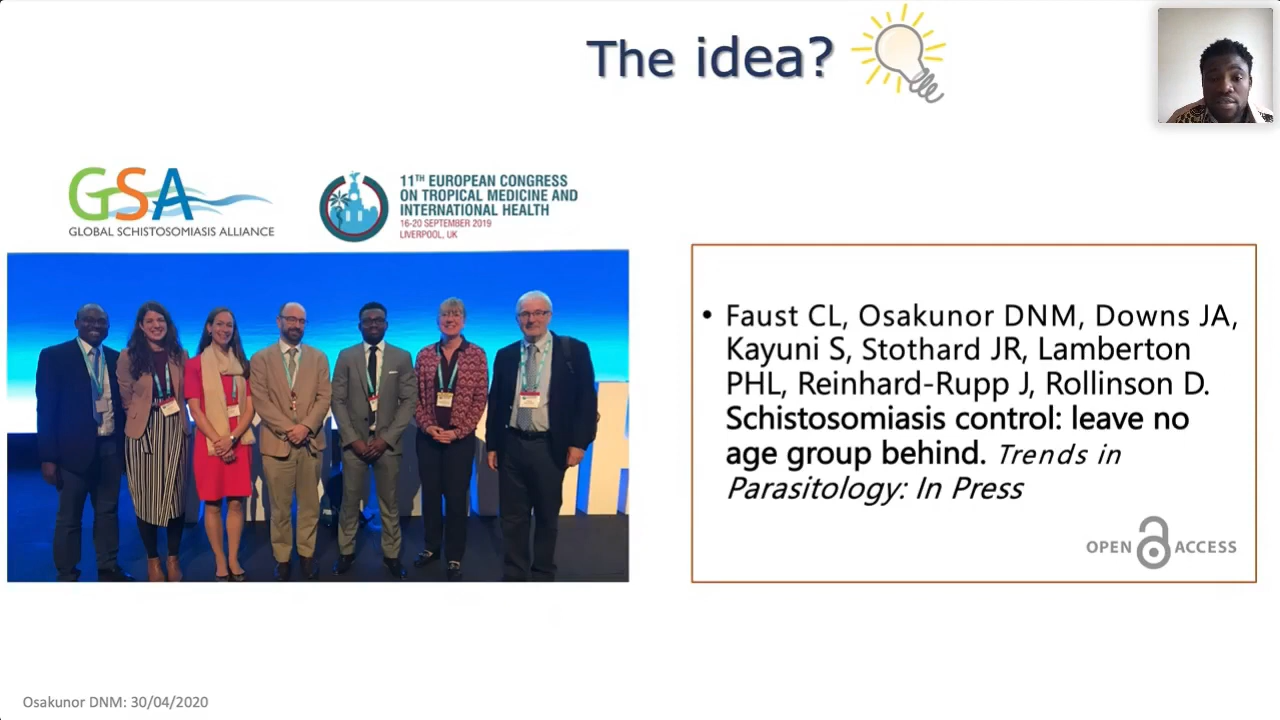 The idea?
GSA
GLOBAL SCHISTOSOMIASIS ALLIANCE
11TH EUROPEAN CONGRESS
ON TROPICAL MEDICINE AND
INTERNATIONAL HEALTH
16-20 SEPTEMBER 2019
LIVERPOOL, UK
• Faust CL, Osakunor DNM, Downs JA,
Kayuni S, Stothard JR, Lamberton
PHL, Reinhard-Rupp J, Rollinson D.
Schistosomiasis control: leave no
age group behind. Trends in
Parasitology: In Press
OPEN ACCESS
Osakunor DNM: 30/04/2020